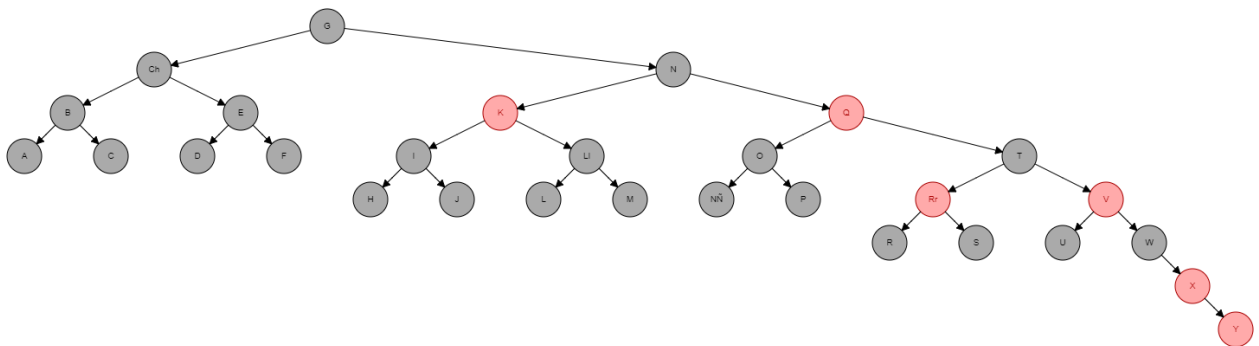 G
Ch N
B E K Q
A C D F I Ll O T
H J L M NÑ P Rr V
R S U W
X
Y